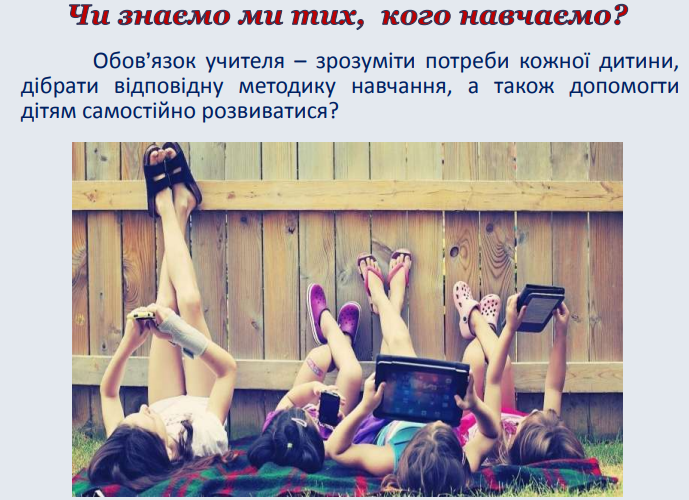 Чи знаємо ми тих, кого навчаємо?
Обов’язок учителя – зрозуміти потреби кожної дитини,
дібрати відповідну методику навчання, а також допомогти
дітям самостійно розвиватися?